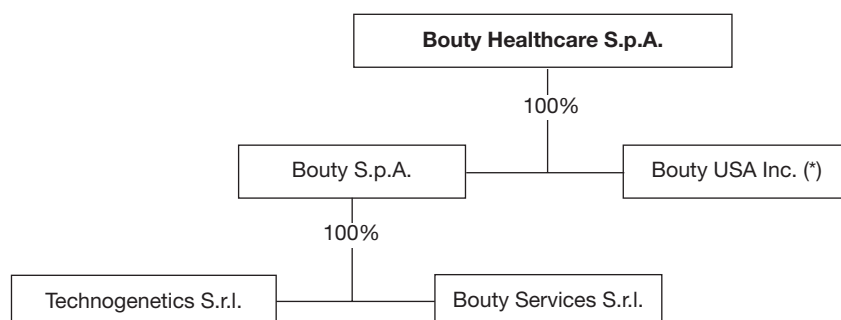 Bouty Healthcare S.p.A.
100%
Bouty S.p.A.
Bouty USA Inc. (*)
100%
Technogenetics S.r.l.
Bouty Services S.r.l.